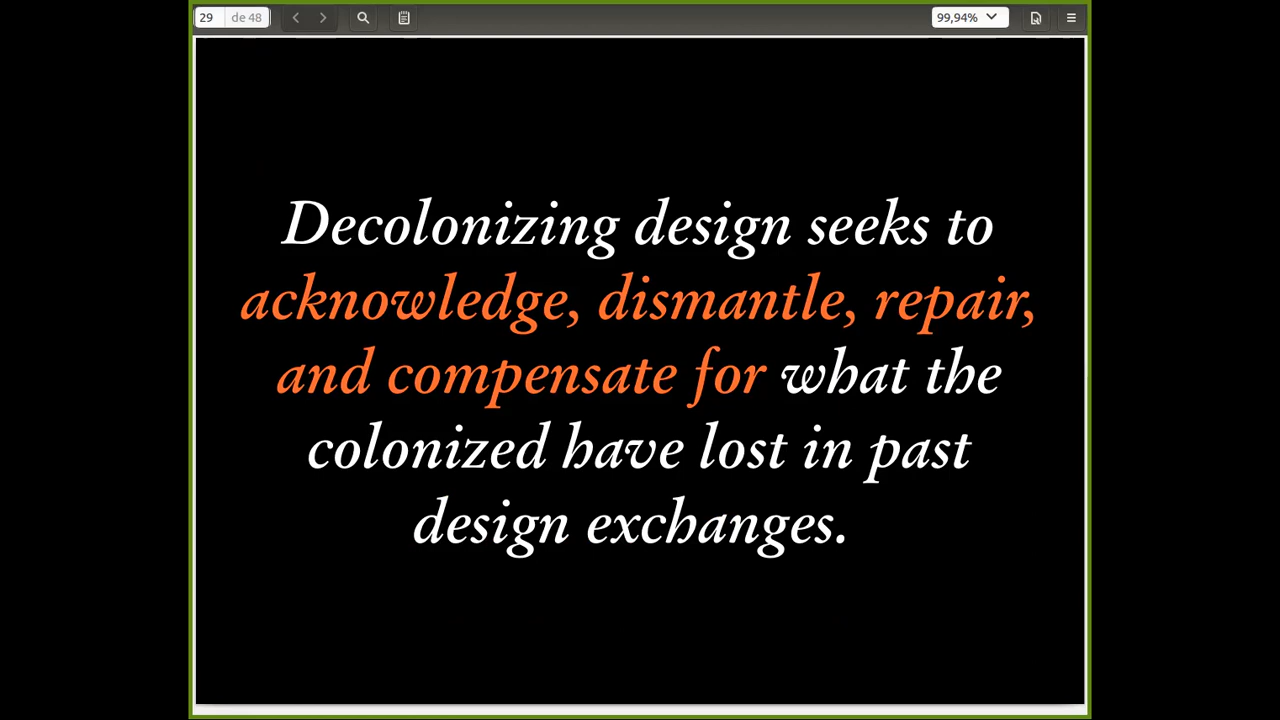 29 de 48 99,94%
Decolonizing design seeks to
acknowledge, dismantle, repair,
and compensate for what the
colonized have lost in past
design exchanges.